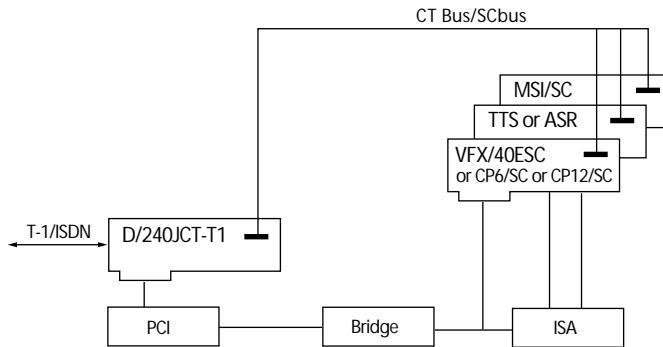 CT Bus/SCbus
MSI/SC
TTS or ASR
VFX/40ESC
or CP6/SC or CP12/SC
T-1/ISDN
D/240JCT-T1
PCI
Bridge
ISA